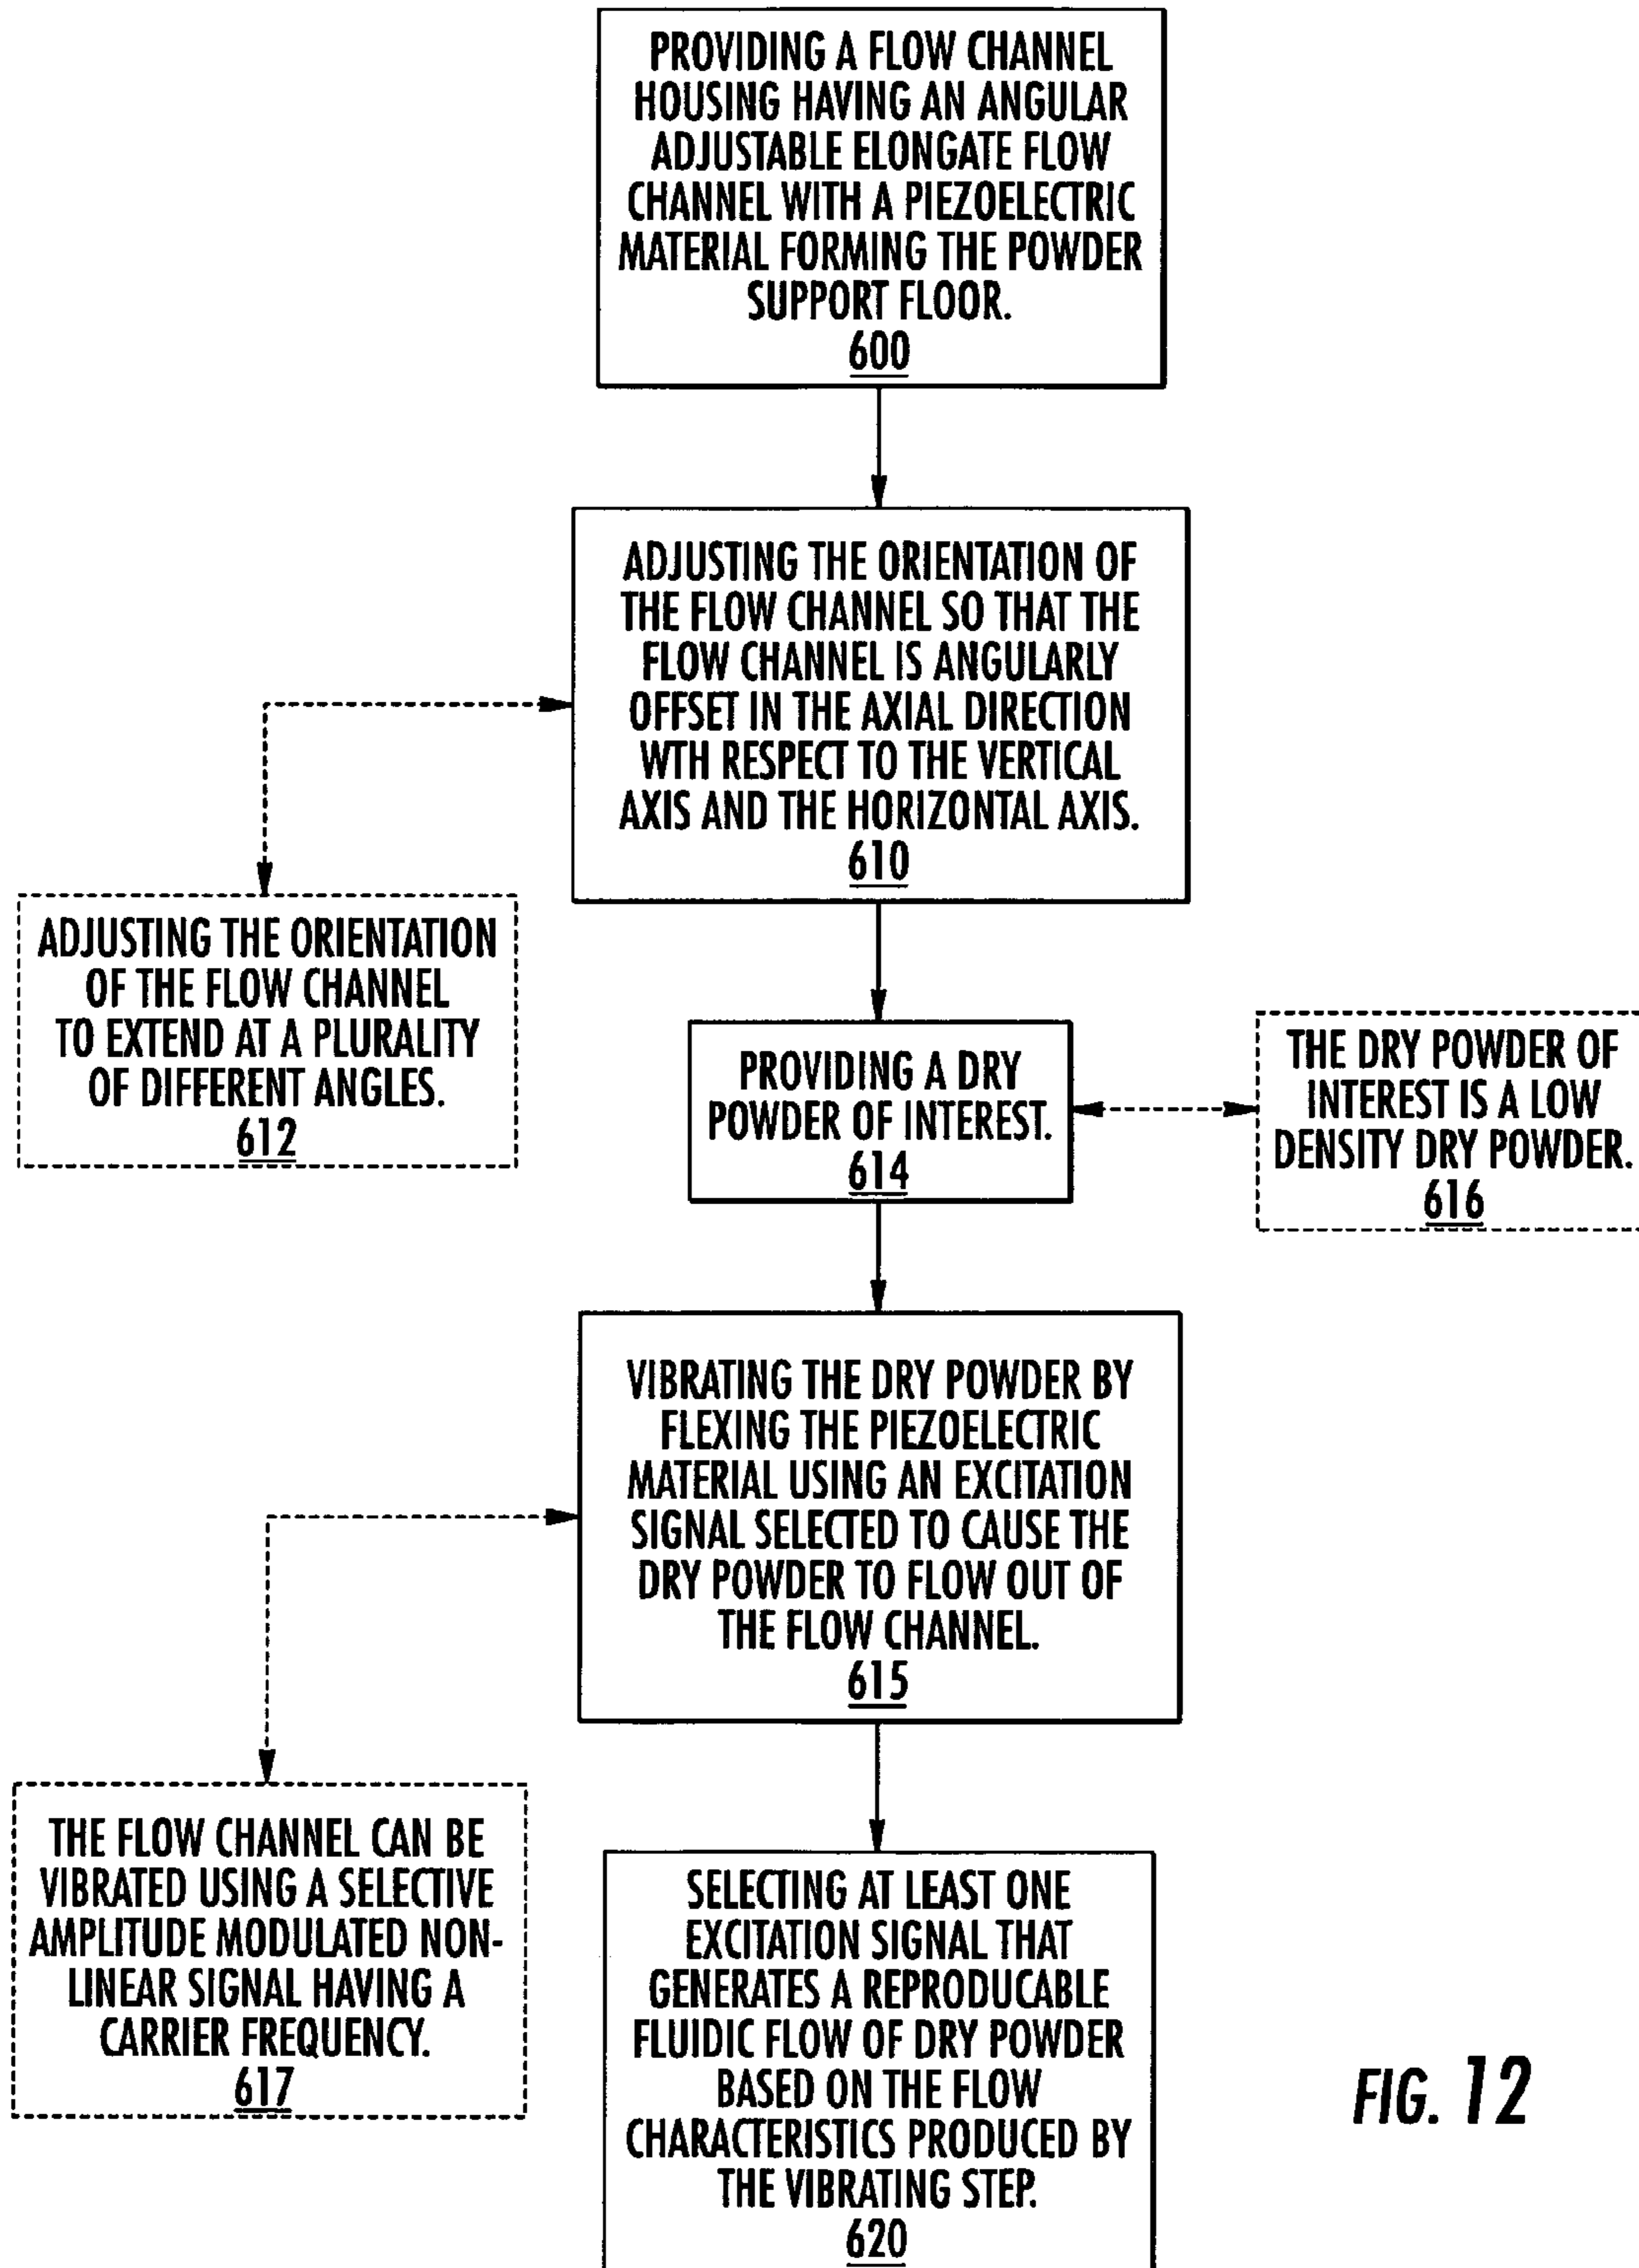 PROVIDING A FLOW CHANNEL
HOUSING HAVING AN ANGULAR
ADJUSTABLE ELONGATE FLOW
CHANNEL WITH A PIEZOELECTRIC
MATERIAL FORMING THE POWDER
SUPPORT FLOOR.
600
ADJUSTING THE ORIENTATION OF
THE FLOW CHANNEL SO THAT THE
FLOW CHANNEL IS ANGULARLY
OFFSET IN THE AXIAL DIRECTION
WTH RESPECT TO THE VERTICAL
AXIS AND THE HORIZONTAL AXIS.
610
ADJUSTING THE ORIENTATION
OF THE FLOW CHANNEL
TO EXTEND AT A PLURALITY
OF DIFFERENT ANGLES.
612
PROVIDING A DRY
POWDER OF INTEREST.
614
THE DRY POWDER OF
INTEREST IS A LOW
DENSITY DRY POWDER.
616
VIBRATING THE DRY POWDER BY
FLEXING THE PIEZOELECTRIC
MATERIAL USING AN EXCITATION
SIGNAL SELECTED TO CAUSE THE
DRY POWDER TO FLOW OUT OF
THE FLOW CHANNEL.
615
THE FLOW CHANNEL CAN BE
VIBRATED USING A SELECTIVE
AMPLITUDE MODULATED NON-
LINEAR SIGNAL HAVING A
CARRIER FREQUENCY.
617
SELECTING AT LEAST ONE
EXCITATION SIGNAL THAT
GENERATES A REPRODUCABLE
FLUIDIC FLOW OF DRY POWDER
BASED ON THE FLOW
CHARACTERISTICS PRODUCED BY
THE VIBRATING STEP.
620
FIG. 12